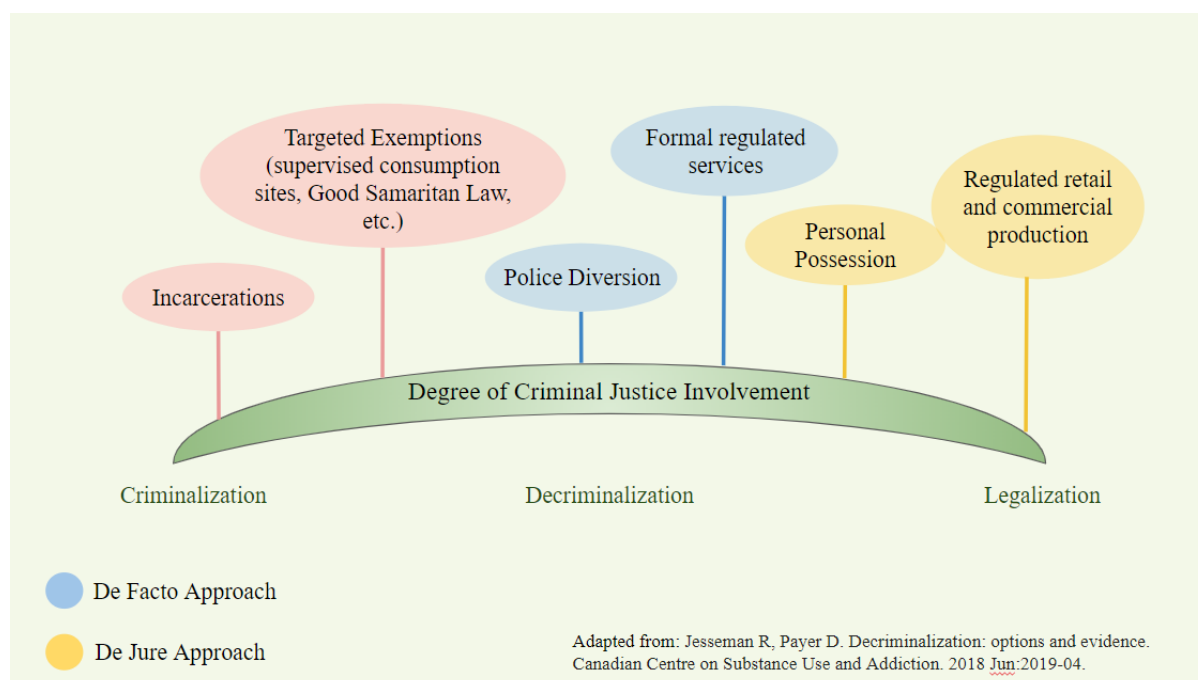 Targeted Exemptions
(supervised consumption
sites, Good Samaritan Law,
etc.)
Formal regulated
services
Regulated retail
and commercial
production
Personal
Possession
Police Diversion
Incarcerations
Degree of Criminal Justice Involvement
Criminalization
Decriminalization
Legalization
De Facto Approach
De Jure Approach
Adapted from: Jesseman R, Payer D. Decriminalization: options and evidence.
Canadian Centre on Substance Use and Addiction. 2018 Jun:2019-04.